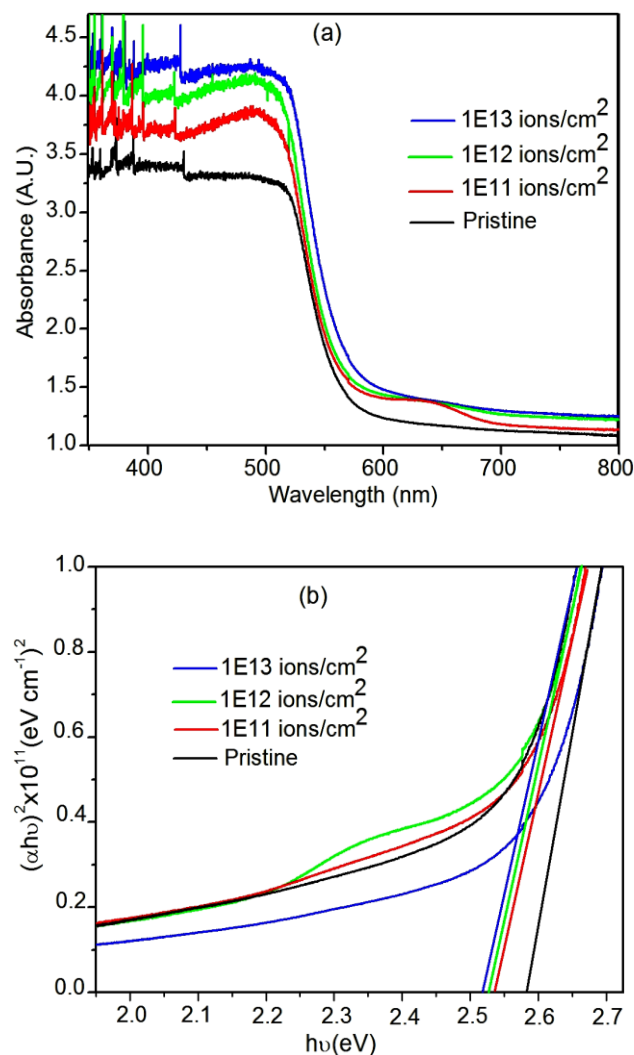 (a)
4.5
4.0
3.5
3.0
2.5
2.0
1.5
1.0
Absorbance (A.U.)
1E13 ions/cm²
1E12 ions/cm²
1E11 ions/cm²
Pristine
400 500 600 700 800
Wavelength (nm)
(b)
1.0
0.8
0.6
0.4
0.2
0.0
(αhυ)²x10¹¹(eV cm⁻¹)²
1E13 ions/cm²
1E12 ions/cm²
1E11 ions/cm²
Pristine
2.0 2.1 2.2 2.3 2.4 2.5 2.6 2.7
hυ(eV)